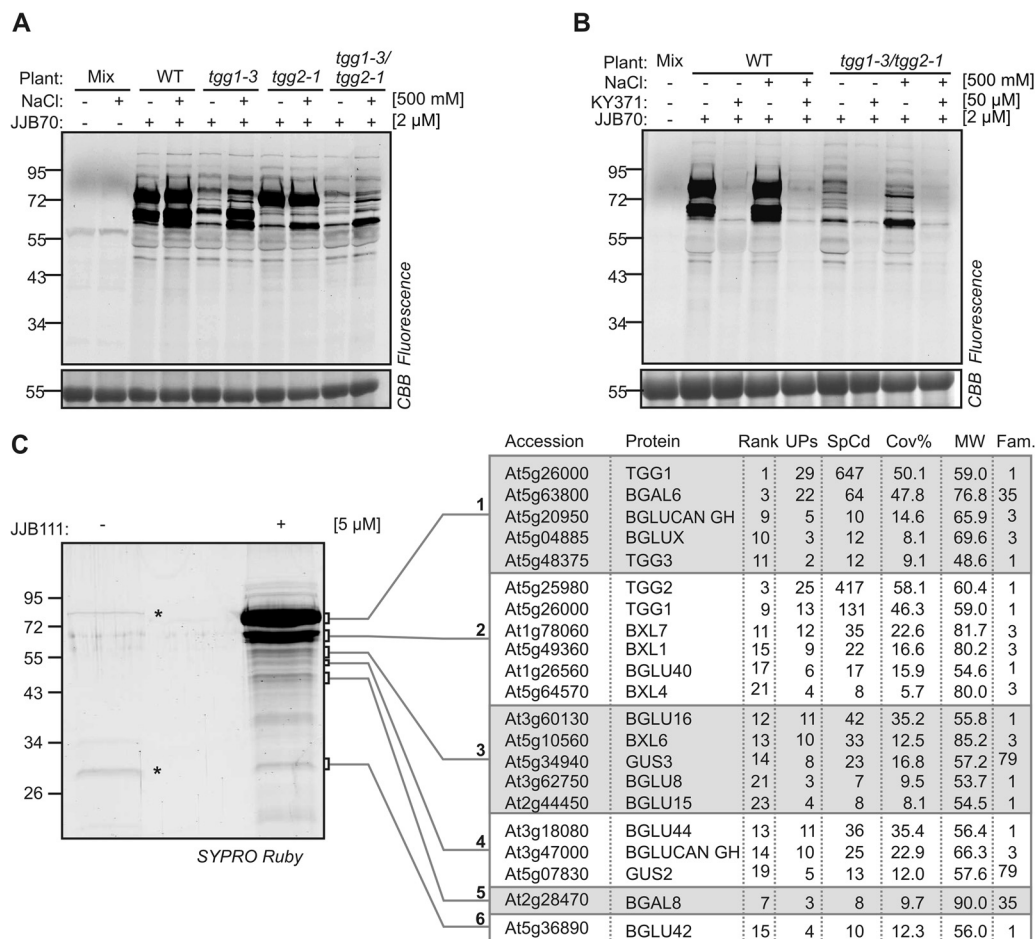 A
Plant: Mix WT tgg1-3 tgg2-1 tgg1-3/tgg2-1
NaCl: - + - + - + - + - + [500 mM]
JJB70: - - + + + + + + + + [2 µM]
95
72
55
43
34
Fluorescence
55
CBB
B
Plant: Mix WT tgg1-3/tgg2-1
NaCl: - - - + + - - + + [500 mM]
KY371: - - + - + - + - + [50 µM]
JJB70: - + + + + + + + + [2 µM]
95
72
55
43
34
Fluorescence
55
CBB
C
JJB111: - + [5 µM]
95
72
55
43
34
26
*
*
SYPRO Ruby
Accession Protein Rank UPs SpCd Cov% MW Fam.
1
At5g26000 TGG1 1 29 647 50.1 59.0 1
At5g63800 BGAL6 3 22 64 47.8 76.8 35
At5g20950 BGLUCAN GH 9 5 10 14.6 65.9 3
At5g04885 BGLUX 10 3 12 8.1 69.6 3
At5g48375 TGG3 11 2 12 9.1 48.6 1
2
At5g25980 TGG2 3 25 417 58.1 60.4 1
At5g26000 TGG1 9 13 131 46.3 59.0 1
At1g78060 BXL7 11 12 35 22.6 81.7 3
At5g49360 BXL1 15 9 22 16.6 80.2 3
At1g26560 BGLU40 17 6 17 15.9 54.6 1
At5g64570 BXL4 21 4 8 5.7 80.0 3
3
At3g60130 BGLU16 12 11 42 35.2 55.8 1
At5g10560 BXL6 13 10 33 12.5 85.2 3
At5g34940 GUS3 14 8 23 16.8 57.2 79
At3g62750 BGLU8 21 3 7 9.5 53.7 1
At2g44450 BGLU15 23 4 8 8.1 54.5 1
4
At3g18080 BGLU44 13 11 36 35.4 56.4 1
At3g47000 BGLUCAN GH 14 10 25 22.9 66.3 3
At5g07830 GUS2 19 5 13 12.0 57.6 79
5
At2g28470 BGAL8 7 3 8 9.7 90.0 35
6
At5g36890 BGLU42 15 4 10 12.3 56.0 1